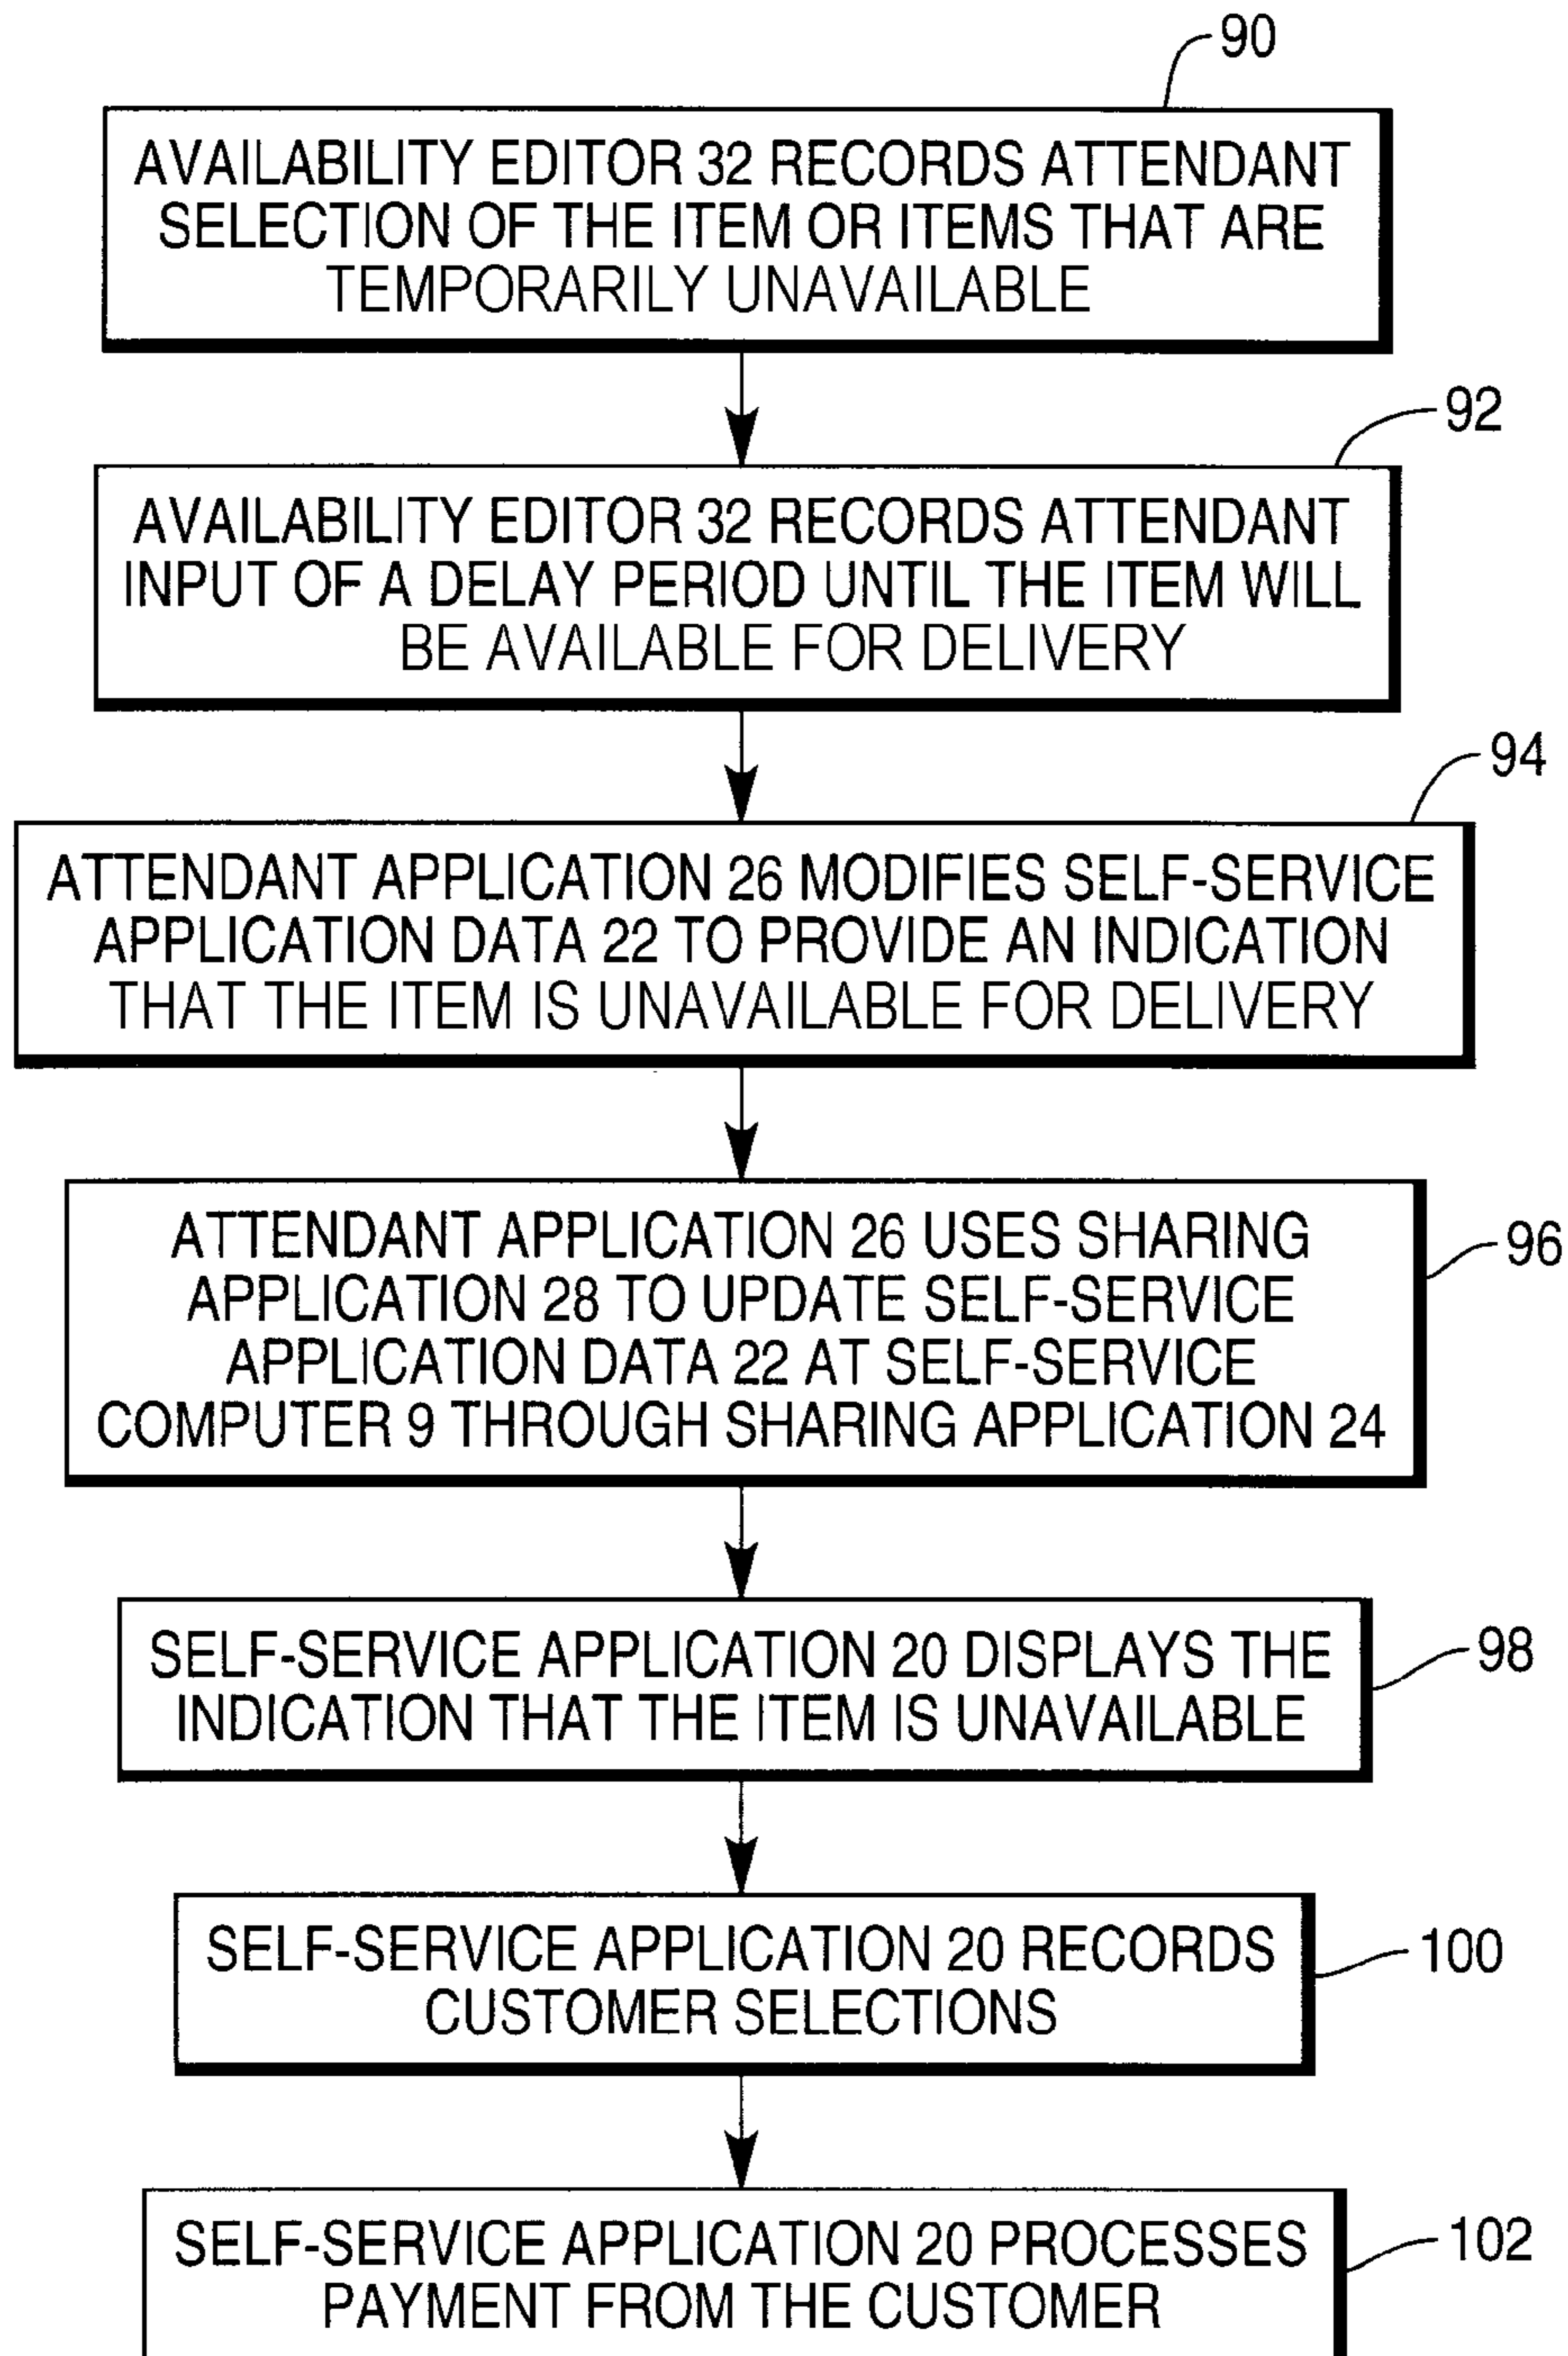 90
AVAILABILITY EDITOR 32 RECORDS ATTENDANT
SELECTION OF THE ITEM OR ITEMS THAT ARE
TEMPORARILY UNAVAILABLE
92
AVAILABILITY EDITOR 32 RECORDS ATTENDANT
INPUT OF A DELAY PERIOD UNTIL THE ITEM WILL
BE AVAILABLE FOR DELIVERY
94
ATTENDANT APPLICATION 26 MODIFIES SELF-SERVICE
APPLICATION DATA 22 TO PROVIDE AN INDICATION
THAT THE ITEM IS UNAVAILABLE FOR DELIVERY
96
ATTENDANT APPLICATION 26 USES SHARING
APPLICATION 28 TO UPDATE SELF-SERVICE
APPLICATION DATA 22 AT SELF-SERVICE
COMPUTER 9 THROUGH SHARING APPLICATION 24
98
SELF-SERVICE APPLICATION 20 DISPLAYS THE
INDICATION THAT THE ITEM IS UNAVAILABLE
100
SELF-SERVICE APPLICATION 20 RECORDS
CUSTOMER SELECTIONS
102
SELF-SERVICE APPLICATION 20 PROCESSES
PAYMENT FROM THE CUSTOMER